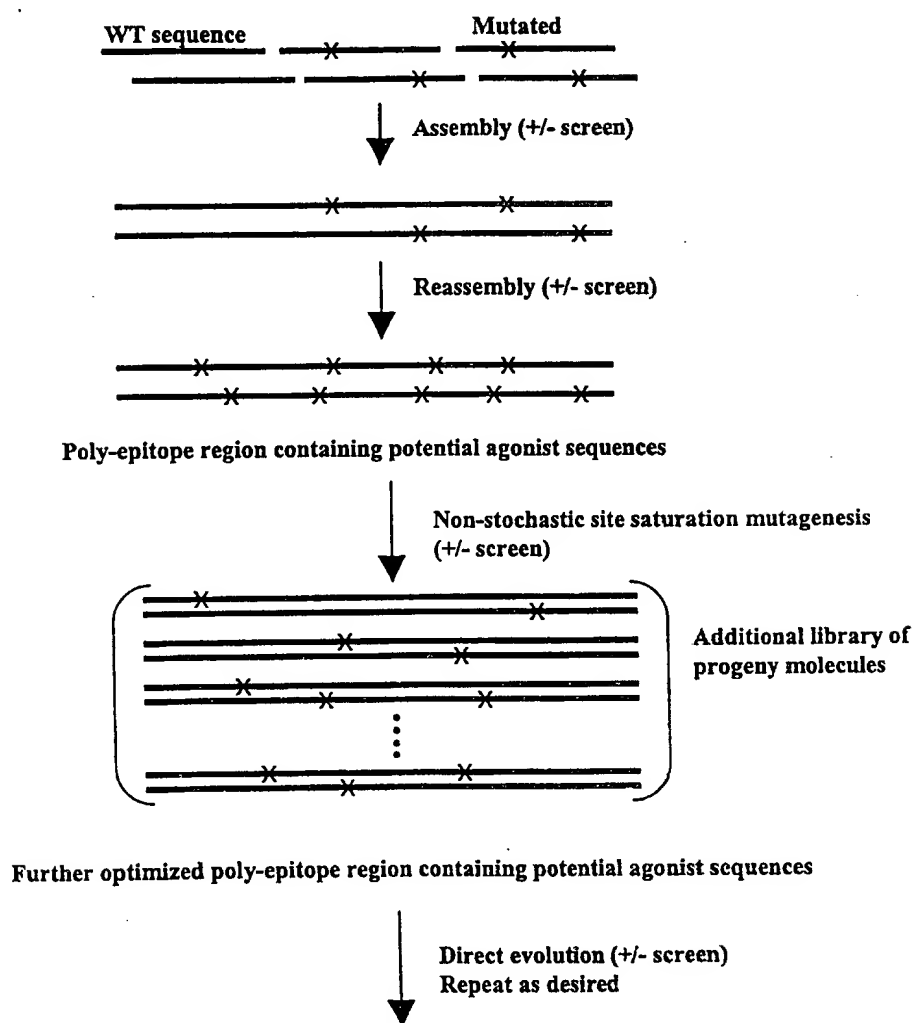 WT sequence
Mutated
Assembly (+/- screen)
Reassembly (+/- screen)
Poly-epitope region containing potential agonist sequences
Non-stochastic site saturation mutagenesis
(+/- screen)
Additional library of
progeny molecules
Further optimized poly-epitope region containing potential agonist sequences
Direct evolution (+/- screen)
Repeat as desired